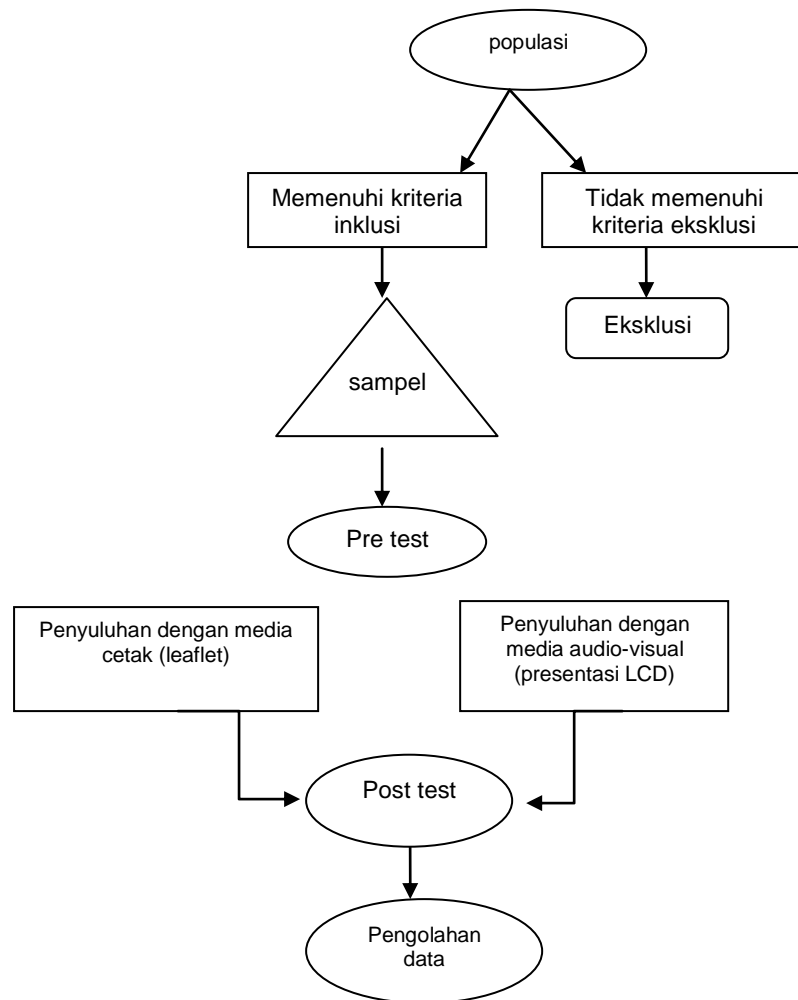 populasi
Memenuhi kriteria
inklusi
Tidak memenuhi
kriteria eksklusi
Eksklusi
sampel
Pre test
Penyuluhan dengan media
cetak (leaflet)
Penyuluhan dengan
media audio-visual
(presentasi LCD)
Post test
Pengolahan
data